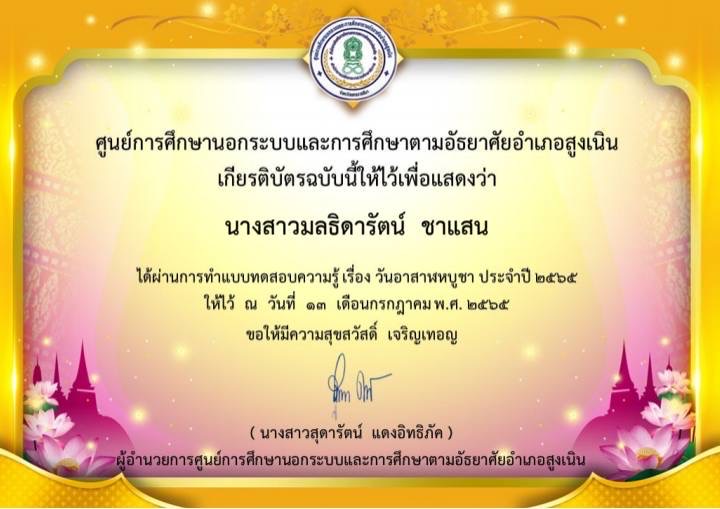 ศูนย์การศึกษานอกระบบและการศึกษาตามอัธยาศัยอำเภอสูงเนิน
เกียรติบัตรฉบับนี้ให้ไว้เพื่อแสดงว่า
นางสาวมลธิดารัตน์ ชาแสน
ได้ผ่านการทำแบบทดสอบความรู้ เรื่อง วันอาสาฬหบูชา ประจำปี ๒๕๖๕
ให้ไว้ ณ วันที่ ๑๓ เดือนกรกฎาคม พ.ศ. ๒๕๖๕
ขอให้มีความสุขสวัสดิ์ เจริญเทอญ
( นางสาวสุดารัตน์ แดงอิทธิภัค )
ผู้อำนวยการศูนย์การศึกษานอกระบบและการศึกษาตามอัธยาศัยอำเภอสูงเนิน